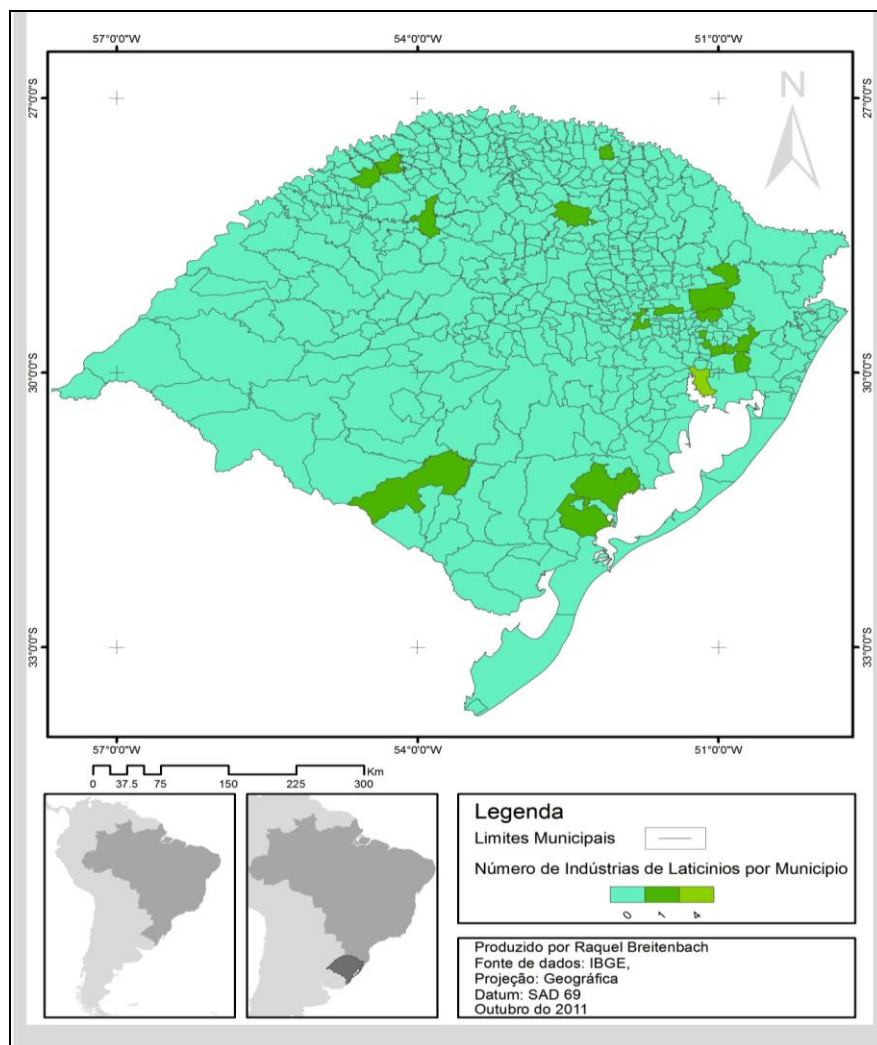 57°0'0"W 54°0'0"W 51°0'0"W
N
27°0'0"S 27°0'0"S
30°0'0"S 30°0'0"S
33°0'0"S 33°0'0"S
57°0'0"W 54°0'0"W 51°0'0"W
Km
0 37.5 75 150 225 300
Legenda
Limites Municipais
Número de Indústrias de Laticinios por Municipio
0 1 4
Produzido por Raquel Breitenbach
Fonte de dados: IBGE,
Projeção: Geográfica
Datum: SAD 69
Outubro do 2011